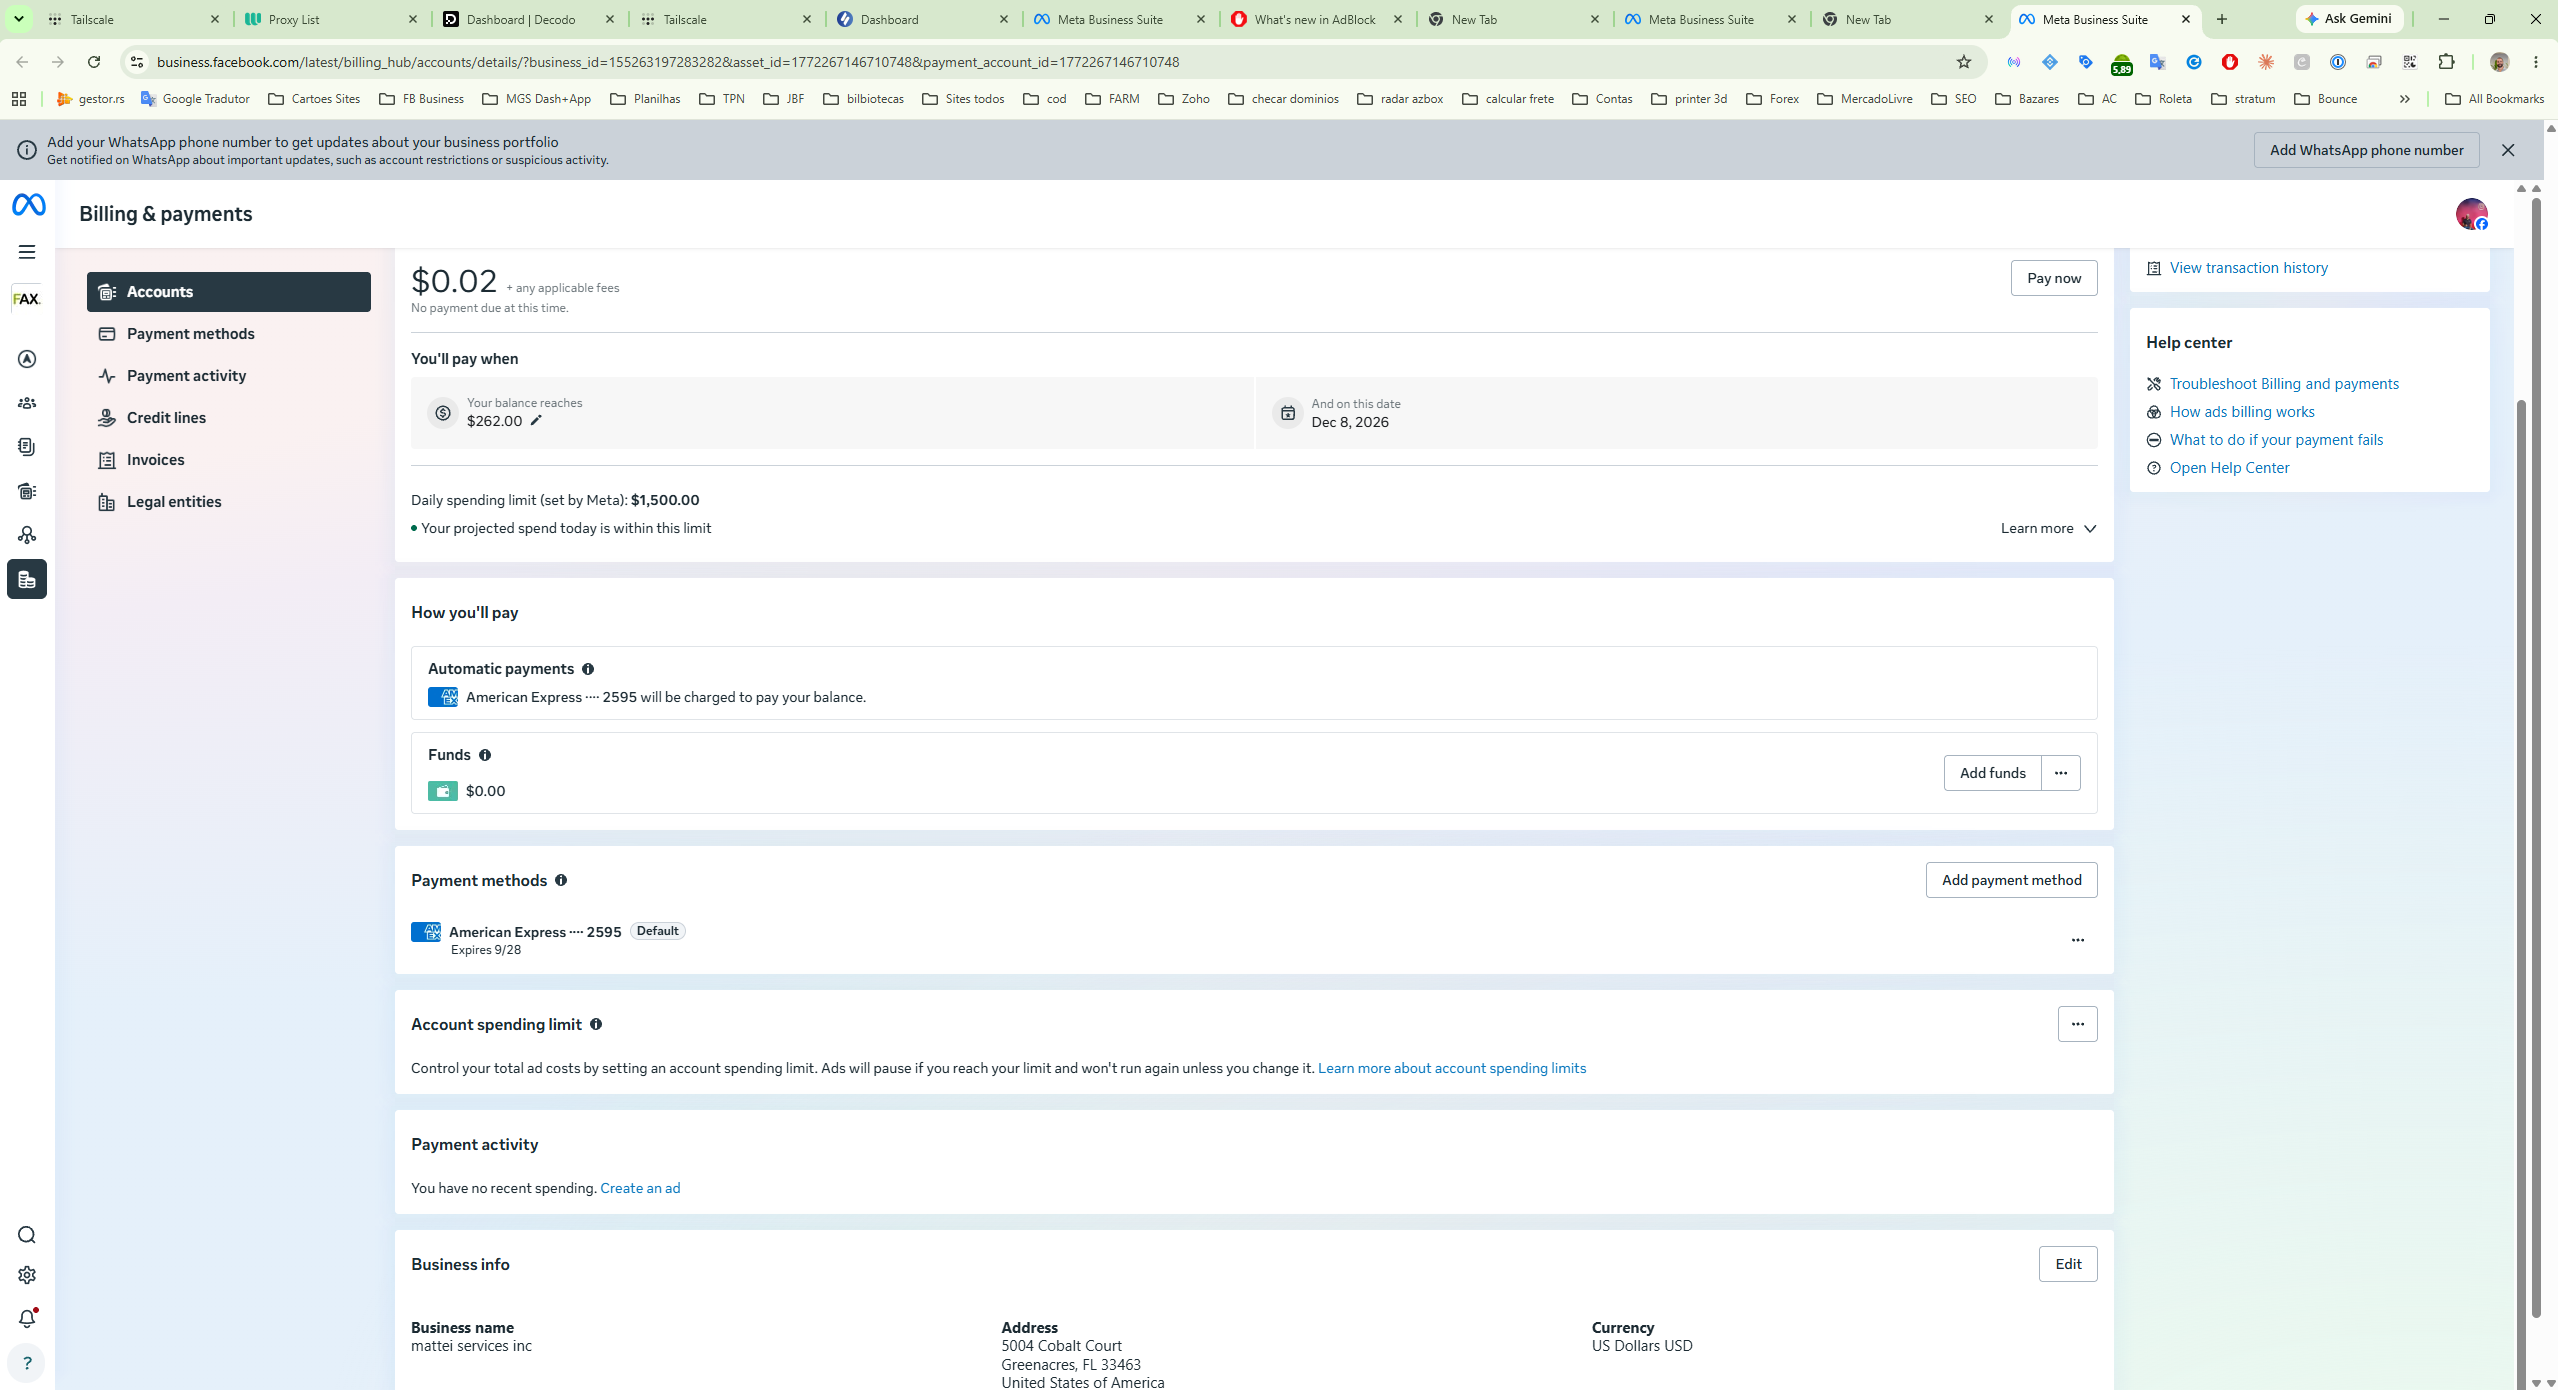 Tailscale
Proxy List
Dashboard | Decodo
Tailscale
Dashboard
Meta Business Suite
What's new in AdBlock
New Tab
Meta Business Suite
New Tab
Meta Business Suite
Ask Gemini
business.facebook.com/latest/billing_hub/accounts/details/?business_id=155263197283282&asset_id=1772267146710748&payment_account_id=1772267146710748
5,89
gestor.rs
Google Tradutor
Cartoes Sites
FB Business
MGS Dash+App
Planilhas
TPN
JBF
bilbiotecas
Sites todos
cod
FARM
Zoho
checar dominios
radar azbox
calcular frete
Contas
printer 3d
Forex
MercadoLivre
SEO
Bazares
AC
Roleta
stratum
Bounce
All Bookmarks
Add your WhatsApp phone number to get updates about your business portfolio
Get notified on WhatsApp about important updates, such as account restrictions or suspicious activity.
Add WhatsApp phone number
Billing & payments
FAX.
Accounts
Payment methods
Payment activity
Credit lines
Invoices
Legal entities
$0.02 + any applicable fees
No payment due at this time.
Pay now
You'll pay when
Your balance reaches
$262.00
And on this date
Dec 8, 2026
Daily spending limit (set by Meta): $1,500.00
Your projected spend today is within this limit
Learn more
How you'll pay
Automatic payments
AM EX American Express ···· 2595 will be charged to pay your balance.
Funds
$0.00
Add funds
Payment methods
Add payment method
AM EX American Express ···· 2595 Default
Expires 9/28
Account spending limit
Control your total ad costs by setting an account spending limit. Ads will pause if you reach your limit and won't run again unless you change it. Learn more about account spending limits
Payment activity
You have no recent spending. Create an ad
Business info
Edit
Business name
mattei services inc
Address
5004 Cobalt Court
Greenacres, FL 33463
United States of America
Currency
US Dollars USD
View transaction history
Help center
Troubleshoot Billing and payments
How ads billing works
What to do if your payment fails
Open Help Center